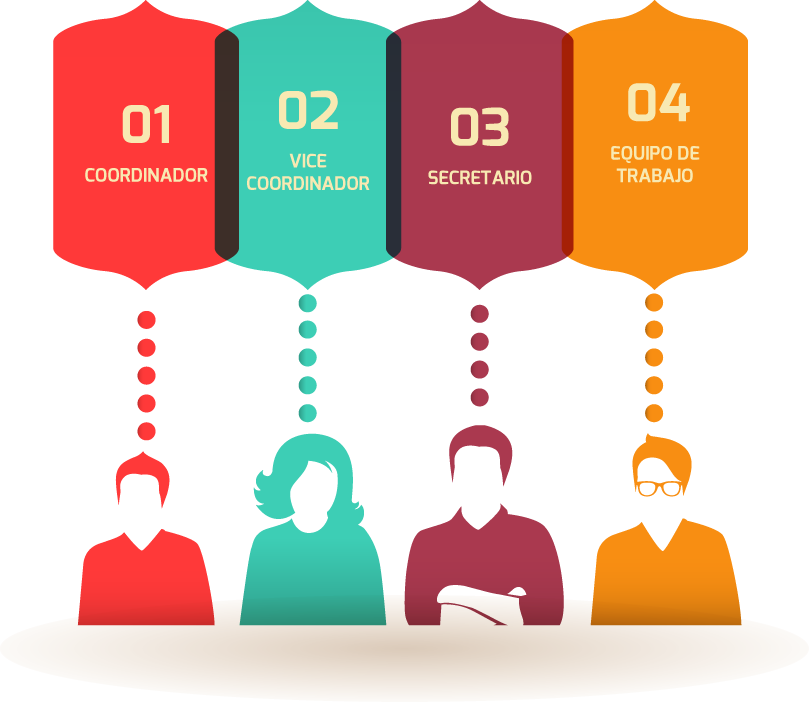 01
COORDINADOR
02
VICE
COORDINADOR
03
SECRETARIO
04
EQUIPO DE
TRABAJO